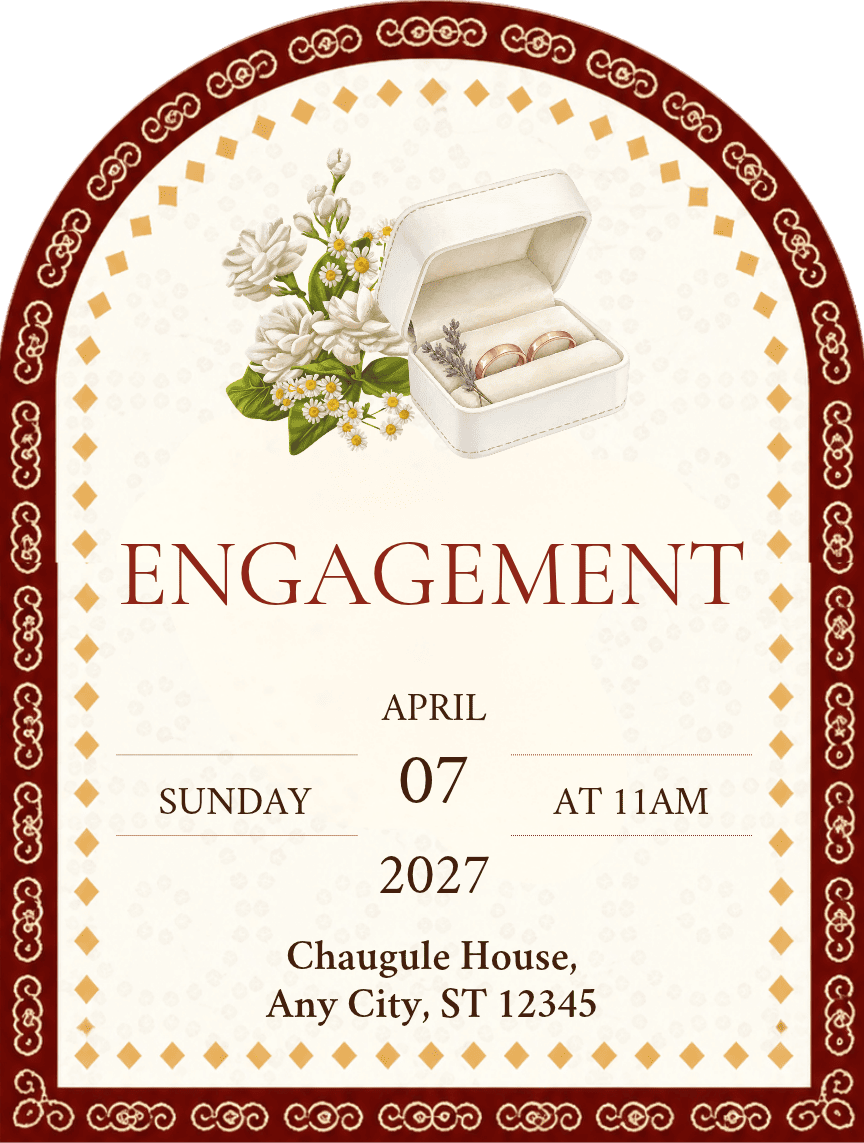 ENGAGEMENT
APRIL
SUNDAY
07
AT 11AM
2027
Chaugule House,
Any City, ST 12345